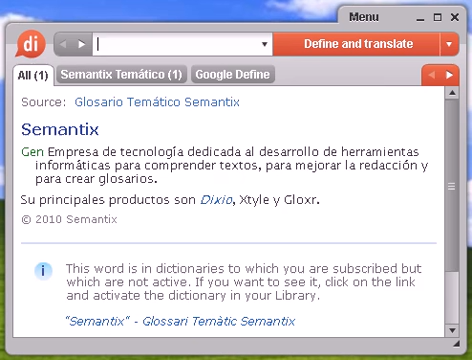 Menu
di
Define and translate
All (1)
Semantix Temático (1)
Google Define
Source: Glosario Temático Semantix
Semantix
Gen Empresa de tecnología dedicada al desarrollo de herramientas
informáticas para comprender textos, para mejorar la redacción y
para crear glosarios.
Su principales productos son Dixio, Xtyle y Gloxr.
© 2010 Semantix
i
This word is in dictionaries to which you are subscribed but
which are not active. If you want to see it, click on the link
and activate the dictionary in your Library.
"Semantix" - Glossari Temàtic Semantix